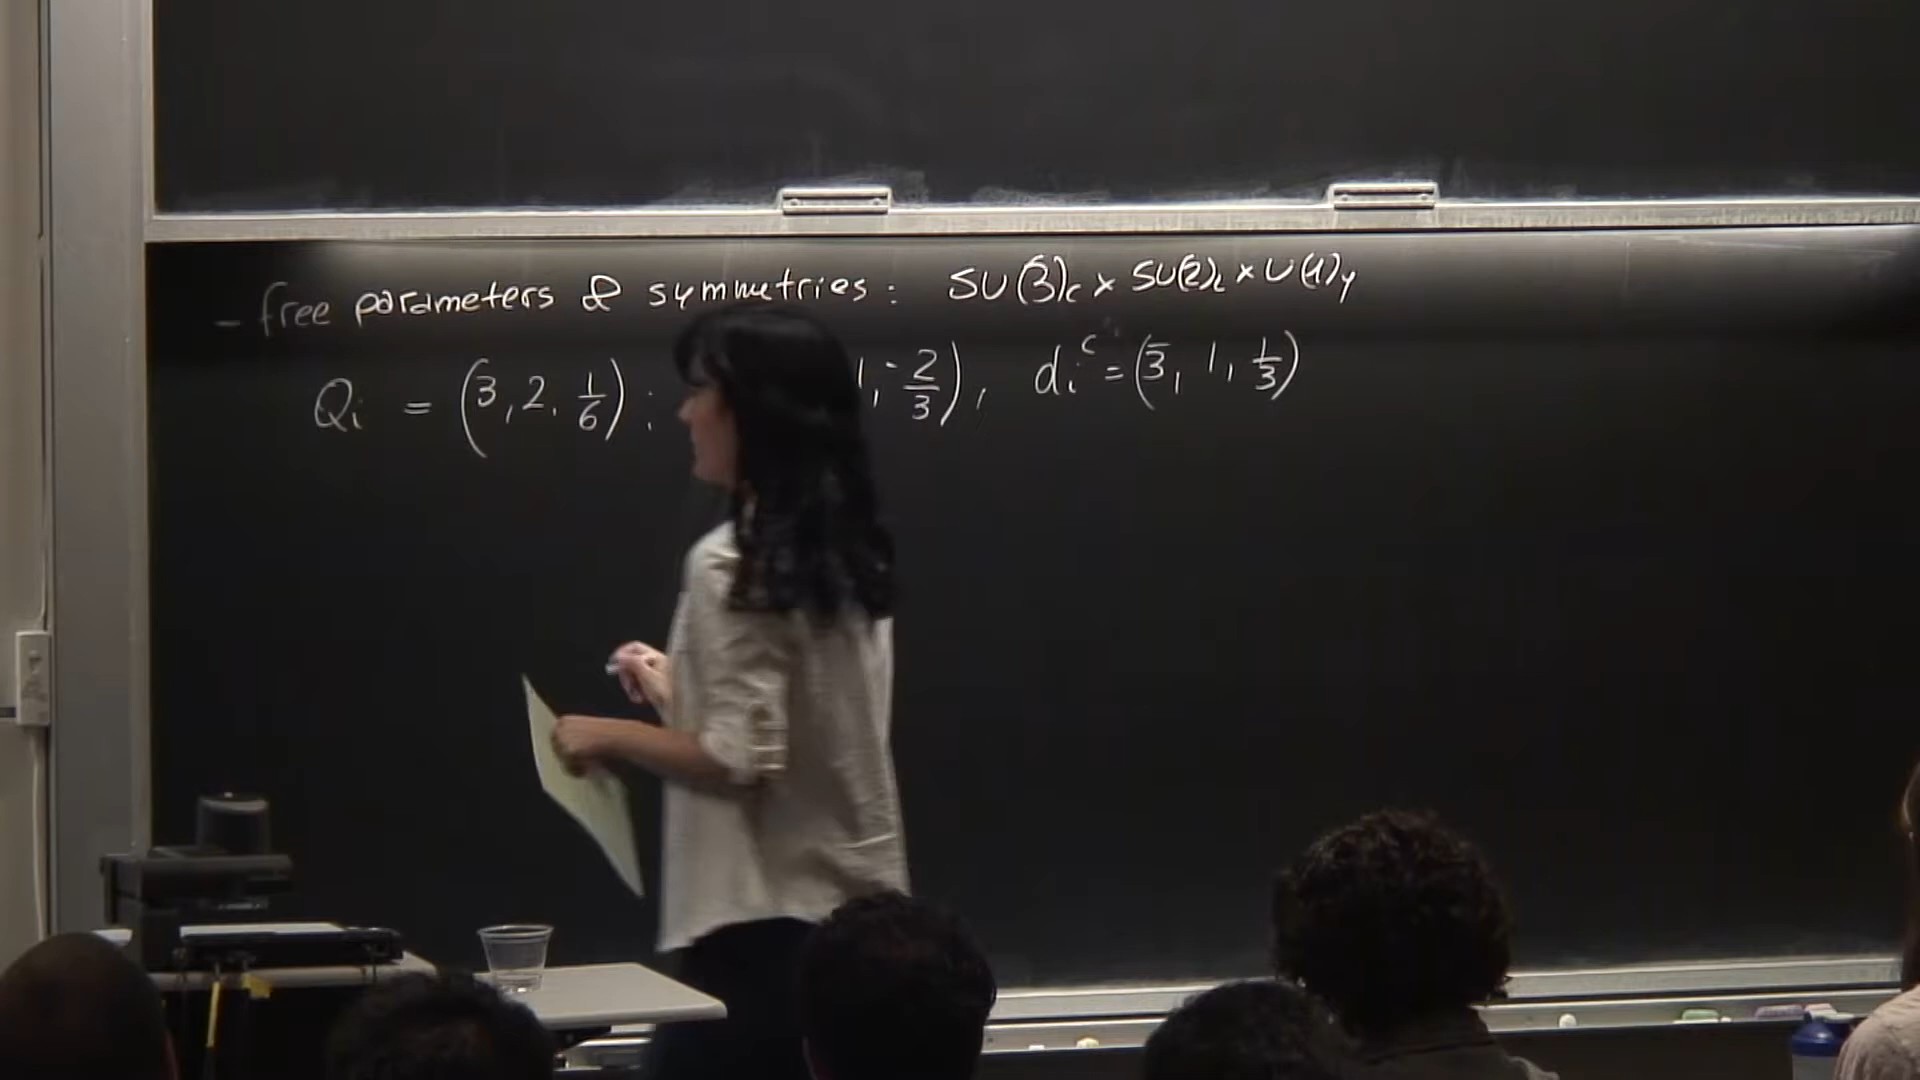 - free parameters & symmetries: SU(3)c × SU(2)L × U(1)Y
Qi = (3, 2, 1/6); 1, -2/3), di^c = (3̄, 1, 1/3)